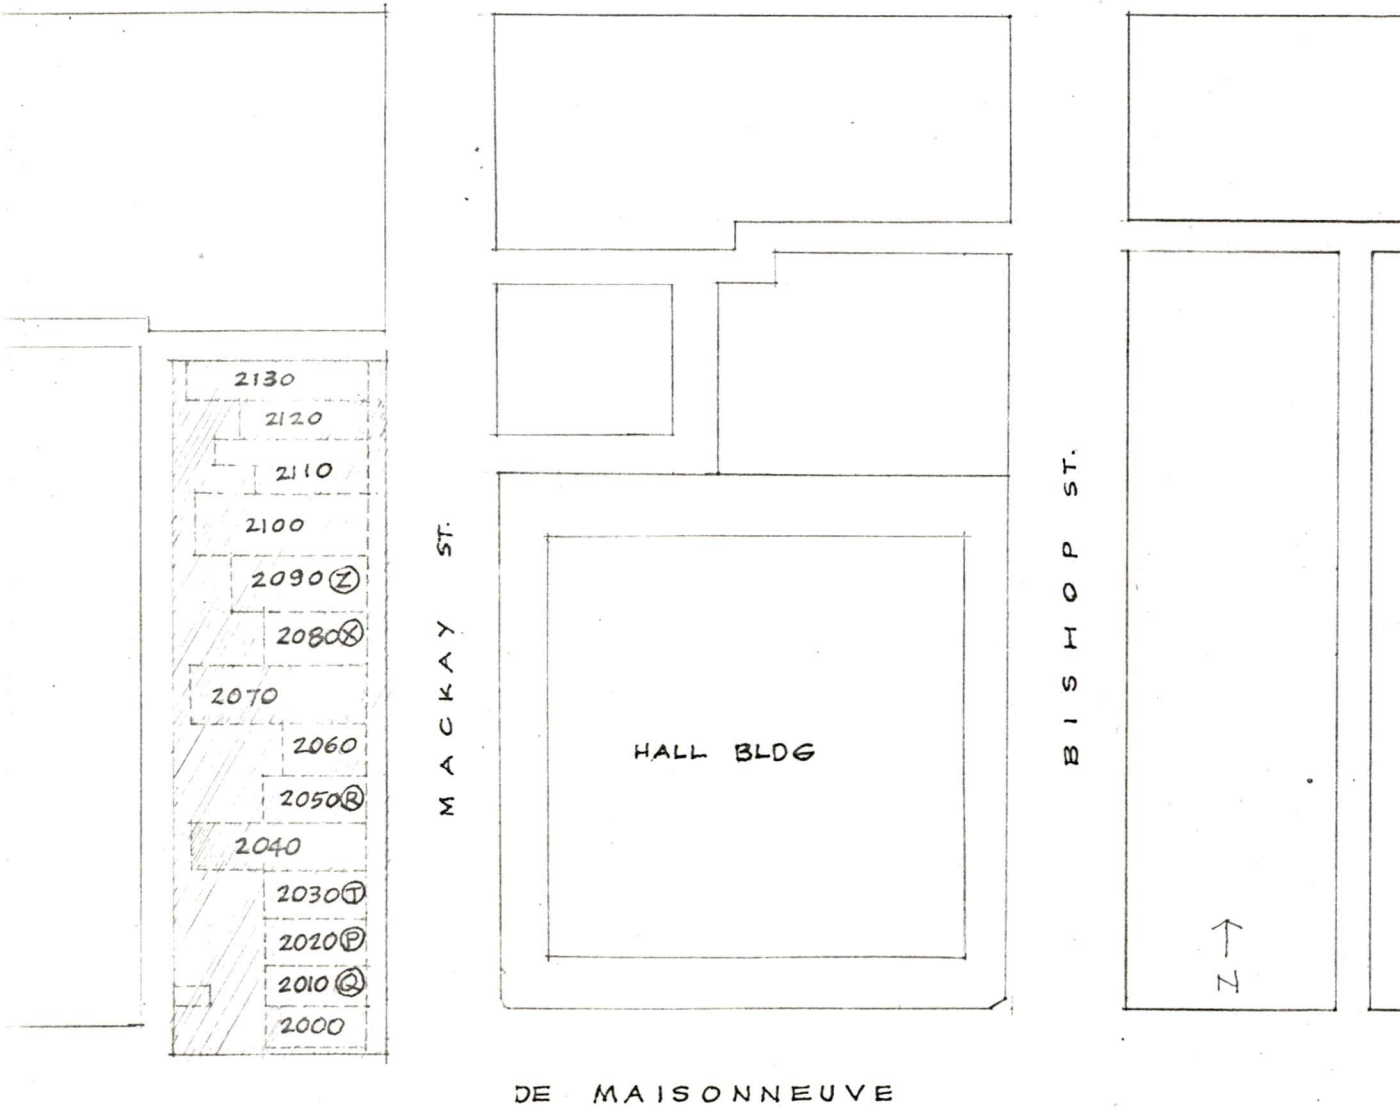 2130
2120
2110
2100
2090 Z
2080 X
2070
2060
2050 R
2040
2030 T
2020 P
2010 Q
2000
MACKAY ST.
HALL BLDG
BISHOP ST.
N
DE MAISONNEUVE